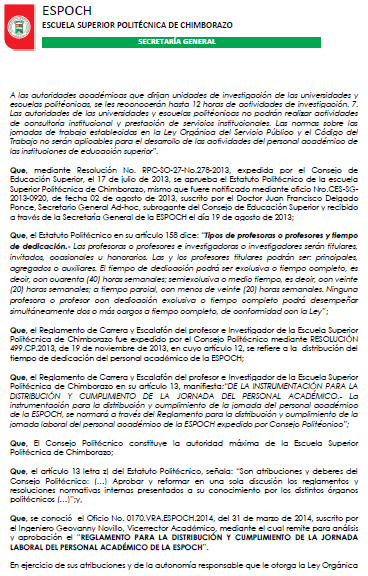 ESPOCH
ESCUELA SUPERIOR POLITÉCNICA DE CHIMBORAZO
SECRETARÍA GENERAL
A las autoridades académicas que dirijan unidades de investigación de las universidades y
escuelas politécnicas, se les reconocerán hasta 12 horas de actividades de investigación. 7.
Las autoridades de las universidades y escuelas politécnicas no podrán realizar actividades
de consultoría institucional y prestación de servicios institucionales. Las normas sobre las
jornadas de trabajo establecidas en la Ley Orgánica del Servicio Público y el Código del
Trabajo no serán aplicables para el desarrollo de las actividades del personal académico de
las instituciones de educación superior".
Que, mediante Resolución No. RPC-SO-27-No.278-2013, expedida por el Consejo de
Educación Superior, el 17 de julio de 2013, se aprueba el Estatuto Politécnico de la escuela
Superior Politécnica de Chimborazo, mismo que fuere notificado mediante oficio Nro.CES-SG-
2013-0920, de fecha 02 de agosto de 2013, suscrito por el Doctor Juan Francisco Delgado
Ponce, Secretario General Ad-hoc, subrogante del Consejo de Educación Superior y recibido
a través de la Secretaría General de la ESPOCH el día 19 de agosto de 2013;
Que, el Estatuto Politécnico en su artículo 158 dice: "Tipos de profesoras o profesores y tiempo
de dedicación.- Las profesoras o profesores e investigadoras o investigadores serán titulares,
invitados, ocasionales u honorarios. Las y los profesores titulares podrán ser: principales,
agregados o auxiliares. El tiempo de dedicación podrá ser exclusiva o tiempo completo, es
decir, con cuarenta (40) horas semanales; semiexclusiva o medio tiempo, es decir, con veinte
(20) horas semanales; a tiempo parcial, con menos de veinte (20) horas semanales. Ninguna
profesora o profesor con dedicación exclusiva o tiempo completo podrá desempeñar
simultáneamente dos o más cargos a tiempo completo, de conformidad con la Ley";
Que, el Reglamento de Carrera y Escalafón del profesor e Investigador de la Escuela Superior
Politécnica de Chimborazo fue expedido por el Consejo Politécnico mediante RESOLUCIÓN
499.CP.2013, de 19 de noviembre de 2013, en cuyo artículo 12, se refiere a la distribución del
tiempo de dedicación del personal académico de la ESPOCH;
Que, el Reglamento de Carrera y Escalafón del profesor e Investigador de la Escuela Superior
Politécnica de Chimborazo en su artículo 13, manifiesta:"DE LA INSTRUMENTACIÓN PARA LA
DISTRIBUCIÓN Y CUMPLIMIENTO DE LA JORNADA DEL PERSONAL ACADÉMICO.- La
instrumentación para la distribución y cumplimiento de la jornada del personal académico
de la ESPOCH, se normará a través del Reglamento para la distribución y cumplimiento de la
jornada laboral del personal académico de la ESPOCH expedido por Consejo Politécnico";
Que, El Consejo Politécnico constituye la autoridad máxima de la Escuela Superior
Politécnica de Chimborazo;
Que, el artículo 13 letra z) del Estatuto Politécnico, señala: "Son atribuciones y deberes del
Consejo Politécnico: (...) Aprobar y reformar en una sola discusión los reglamentos y
resoluciones normativas internas presentados a su conocimiento por los distintos órganos
politécnicos (...)";y,
Que, se conoció el Oficio No. 0170.VRA.ESPOCH.2014, del 31 de marzo de 2014, suscrito por
el Ingeniero Geovanny Novillo, Vicerrector Académico, mediante el cual remite para análisis
y aprobación el "REGLAMENTO PARA LA DISTRIBUCIÓN Y CUMPLIMIENTO DE LA JORNADA
LABORAL DEL PERSONAL ACADÉMICO DE LA ESPOCH".
En ejercicio de sus atribuciones y de la autonomía responsable que le otorga la Ley Orgánica